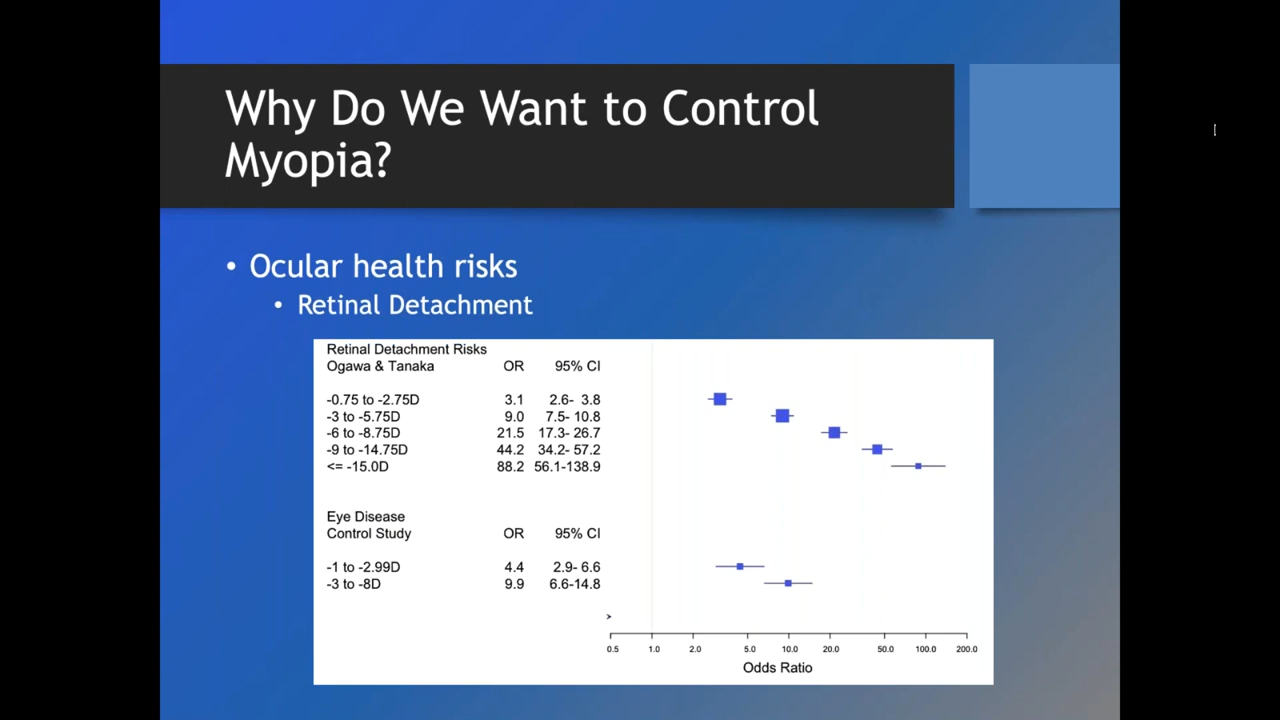 Why Do We Want to Control
Myopia?
• Ocular health risks
• Retinal Detachment
Retinal Detachment Risks
Ogawa & Tanaka OR 95% CI
-0.75 to -2.75D 3.1 2.6- 3.8
-3 to -5.75D 9.0 7.5- 10.8
-6 to -8.75D 21.5 17.3- 26.7
-9 to -14.75D 44.2 34.2- 57.2
<= -15.0D 88.2 56.1-138.9
Eye Disease
Control Study OR 95% CI
-1 to -2.99D 4.4 2.9- 6.6
-3 to -8D 9.9 6.6-14.8
>
0.5 1.0 2.0 5.0 10.0 20.0 50.0 100.0 200.0
Odds Ratio